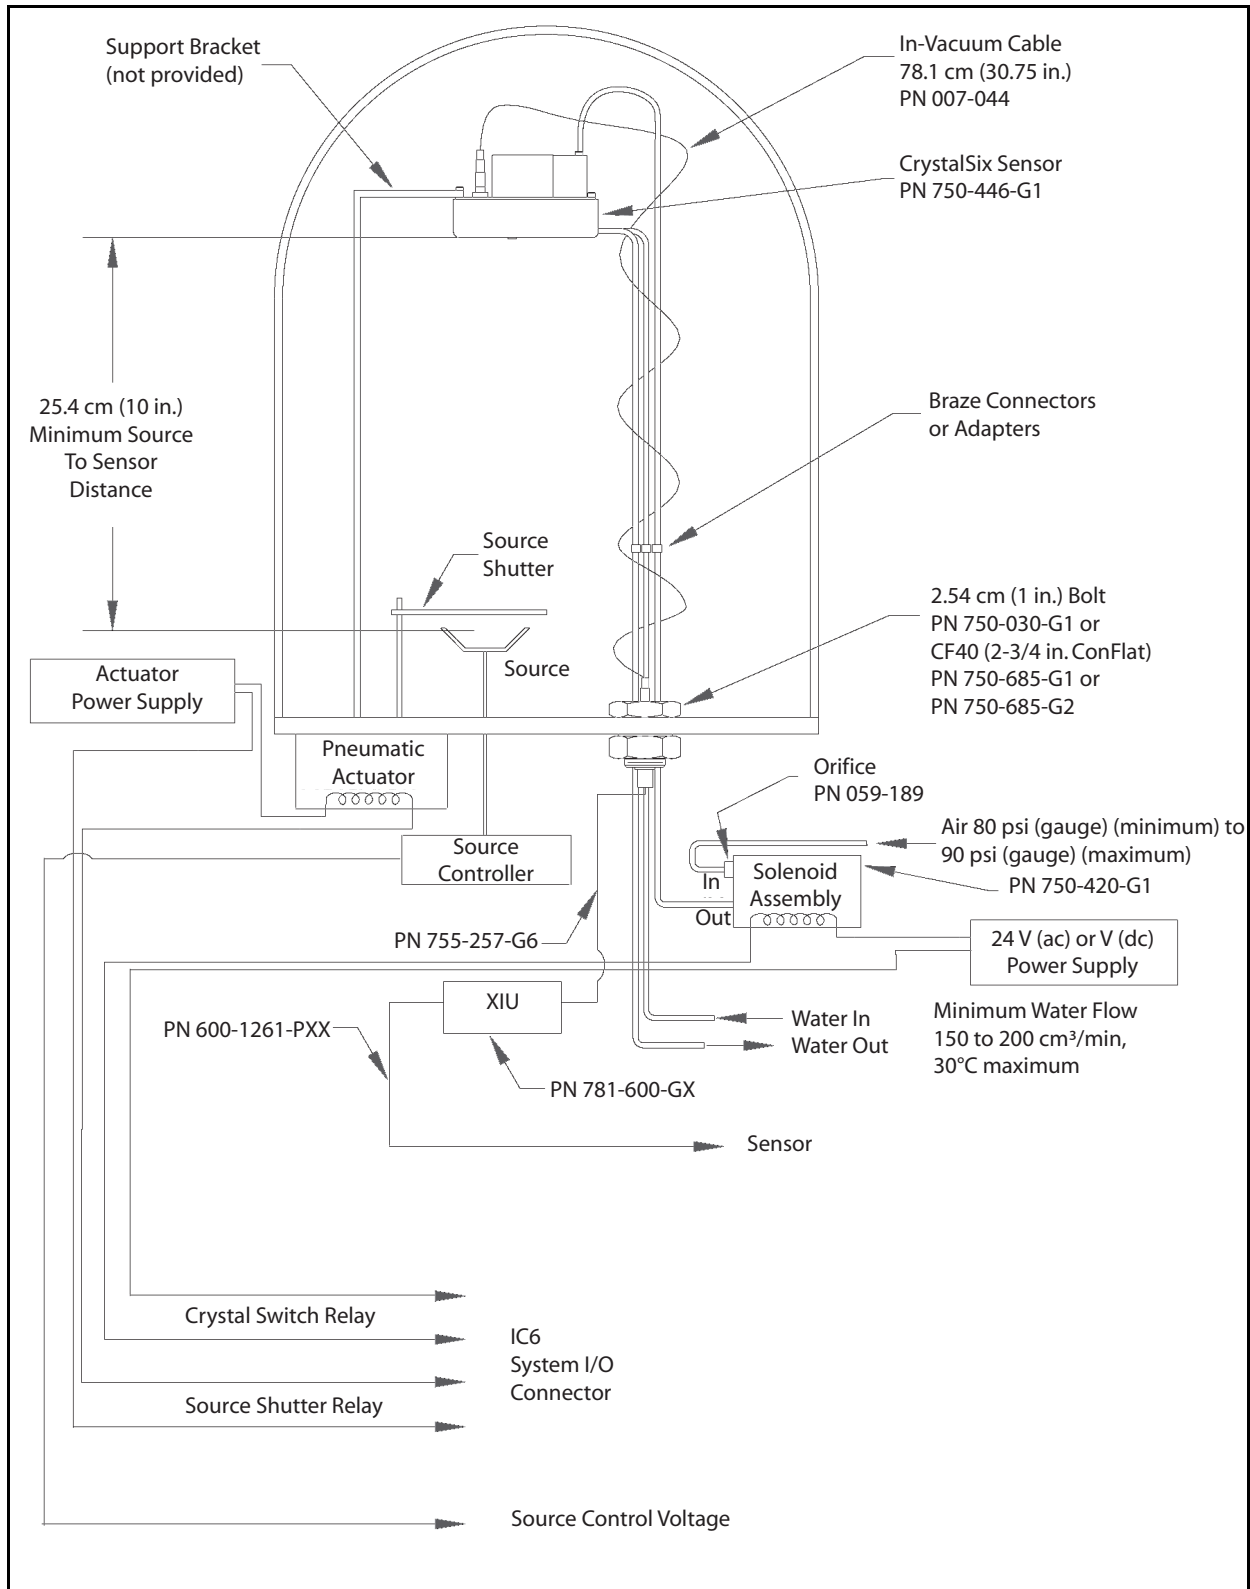 Support Bracket
(not provided)
In-Vacuum Cable
78.1 cm (30.75 in.)
PN 007-044
CrystalSix Sensor
PN 750-446-G1
25.4 cm (10 in.)
Minimum Source
To Sensor
Distance
Braze Connectors
or Adapters
Source
Shutter
2.54 cm (1 in.) Bolt
PN 750-030-G1 or
CF40 (2-3/4 in. ConFlat)
PN 750-685-G1 or
PN 750-685-G2
Source
Actuator
Power Supply
Pneumatic
Actuator
Orifice
PN 059-189
Air 80 psi (gauge) (minimum) to
90 psi (gauge) (maximum)
Source
Controller
In
Solenoid
Assembly
Out
PN 750-420-G1
PN 755-257-G6
24 V (ac) or V (dc)
Power Supply
XIU
PN 600-1261-PXX
Water In
Water Out
Minimum Water Flow
150 to 200 cm³/min,
30°C maximum
PN 781-600-GX
Sensor
Crystal Switch Relay
IC6
System I/O
Connector
Source Shutter Relay
Source Control Voltage